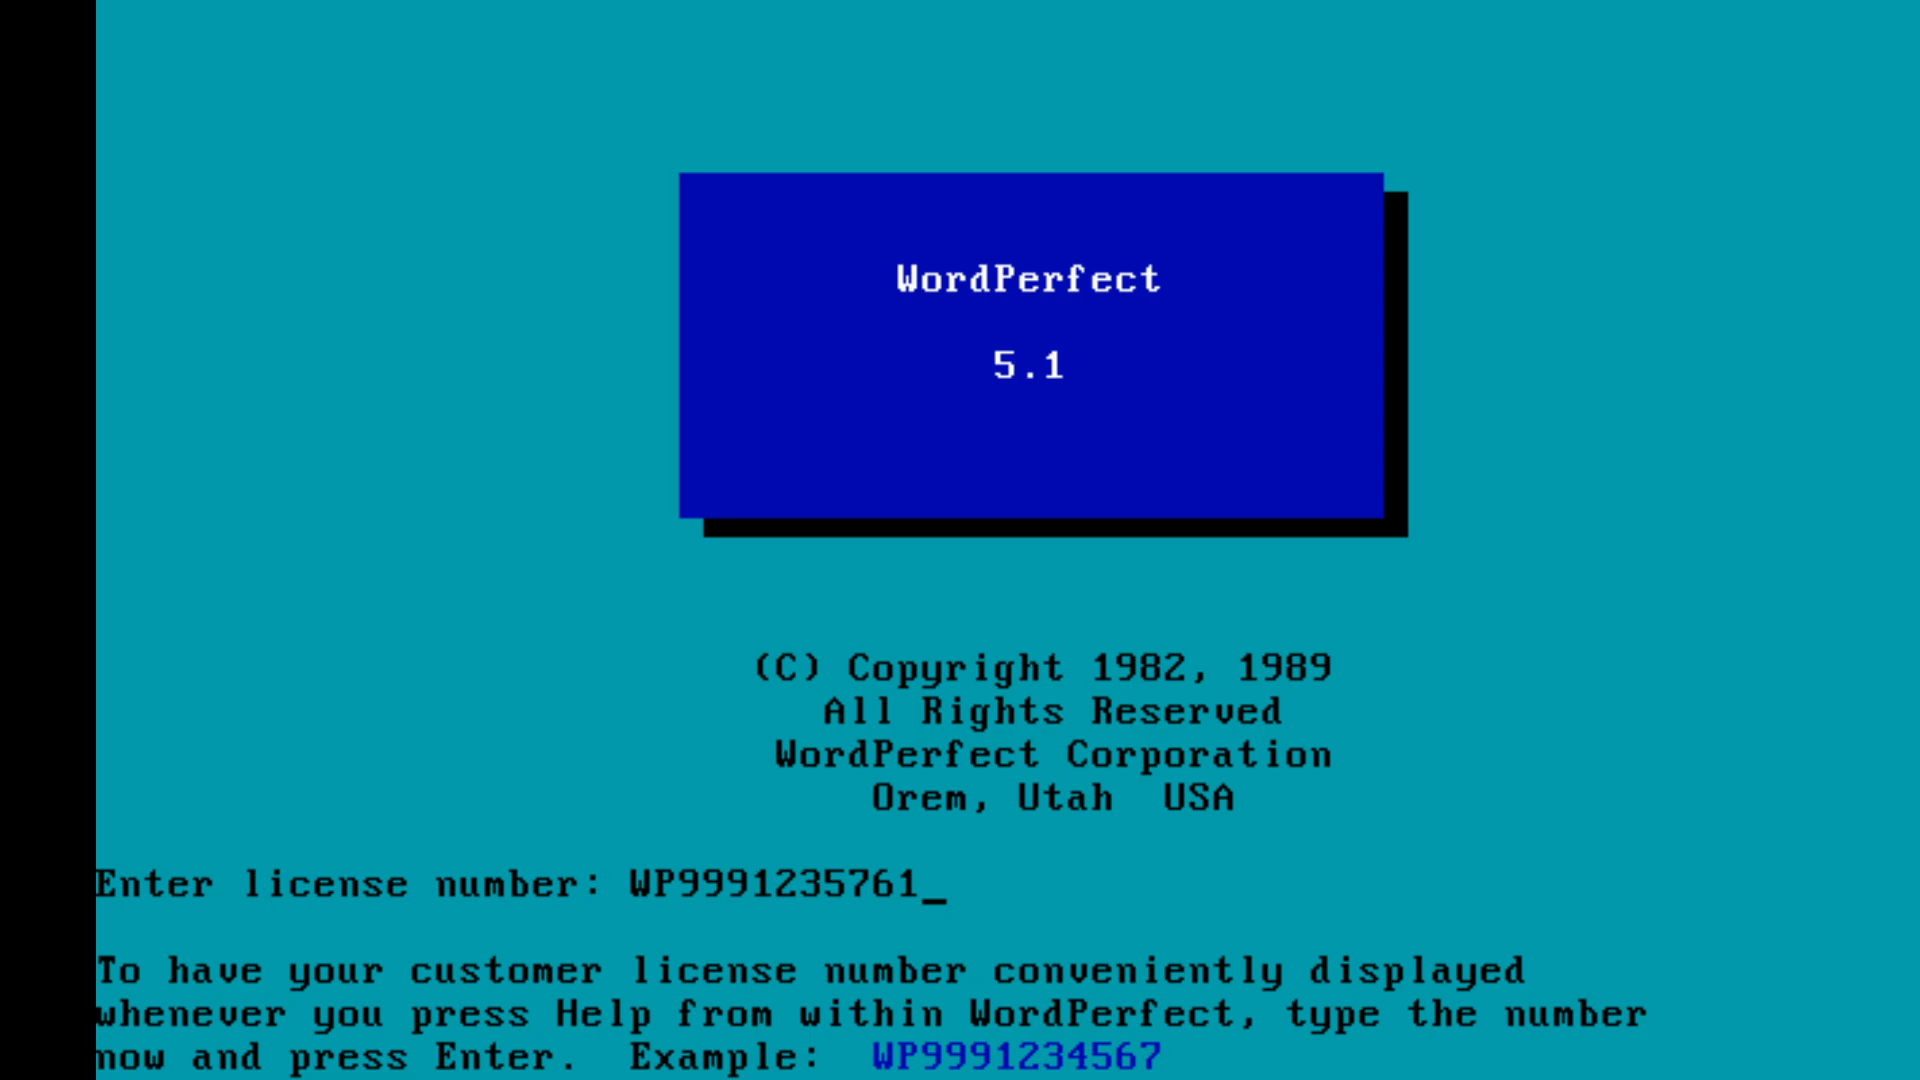 WordPerfect
5.1
(C) Copyright 1982, 1989
All Rights Reserved
WordPerfect Corporation
Orem, Utah  USA
Enter license number: WP9991235761_
To have your customer license number conveniently displayed
whenever you press Help from within WordPerfect, type the number
now and press Enter.  Example:  WP9991234567